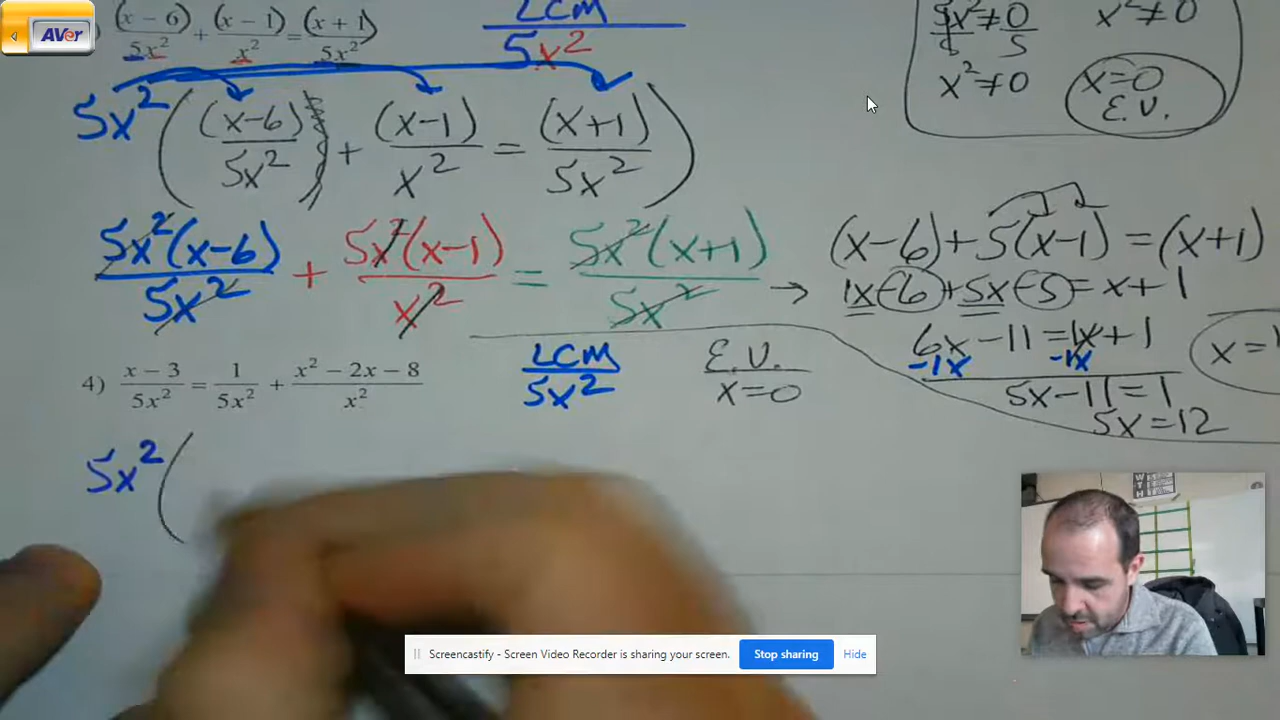 AVer
(x-6)/5x² + (x-1)/x² = (x+1)/5x²
LCM
5x²
5x² ≠ 0 x² ≠ 0
5
x² ≠ 0 x=0
E.V.
5x² ( (x-6)/5x² + (x-1)/x² = (x+1)/5x² )
5x²(x-6)/5x² + 5x²(x-1)/x² = 5x²(x+1)/5x² →
(x-6)+5(x-1)=(x+1)
1x-6+5x-5=x+1
6x-11=1x+1
-1x -1x
5x-11=1
5x=12
x=
4) (x − 3)/5x² = 1/5x² + (x² − 2x − 8)/x²
LCM
5x²
E.V.
x=0
5x² (
Screencastify - Screen Video Recorder is sharing your screen. Stop sharing Hide